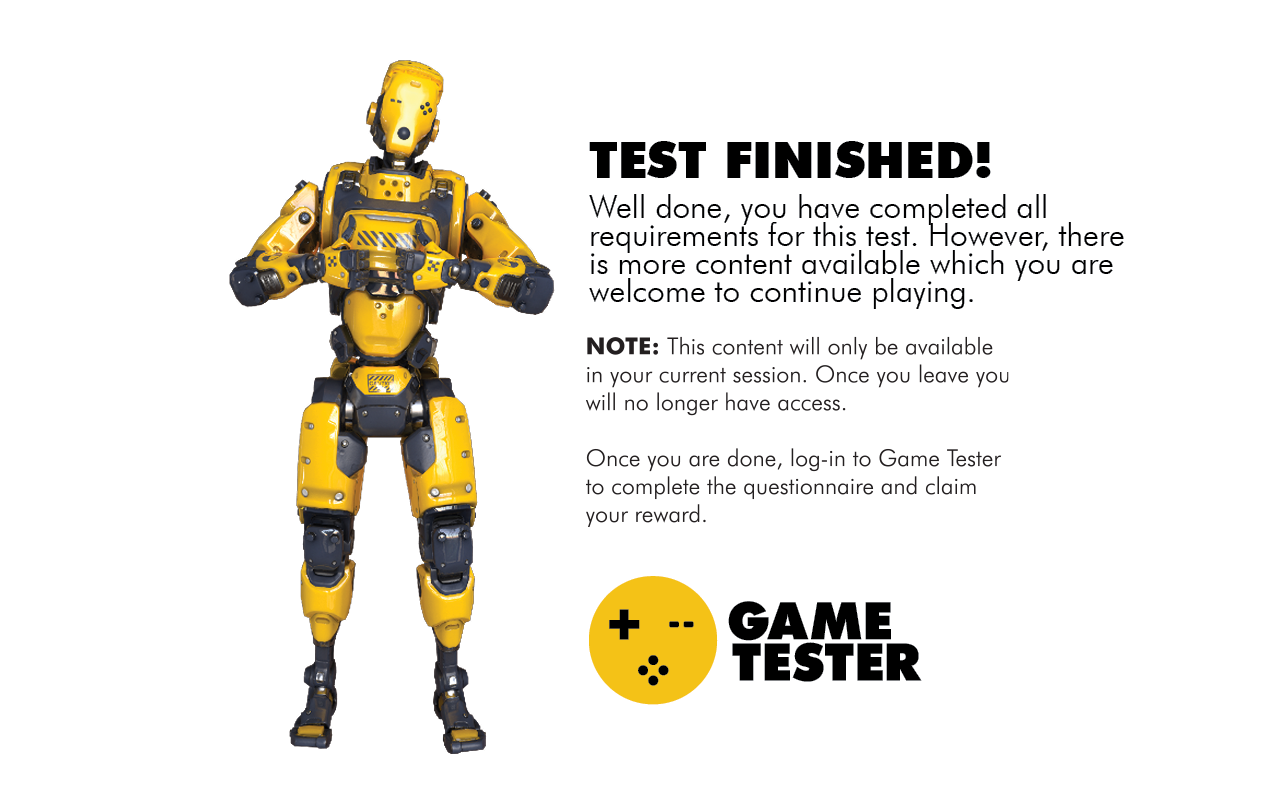 TEST FINISHED!
Well done, you have completed all
requirements for this test. However, there
is more content available which you are
welcome to continue playing.
NOTE: This content will only be available
in your current session. Once you leave you
will no longer have access.
Once you are done, log-in to Game Tester
to complete the questionnaire and claim
your reward.
GAME
TESTER